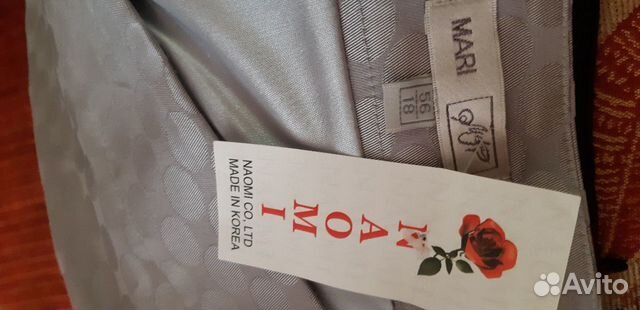 MARI
56
18
N
A
O
M
I
NAOMI CO. LTD
MADE IN KOREA
Avito